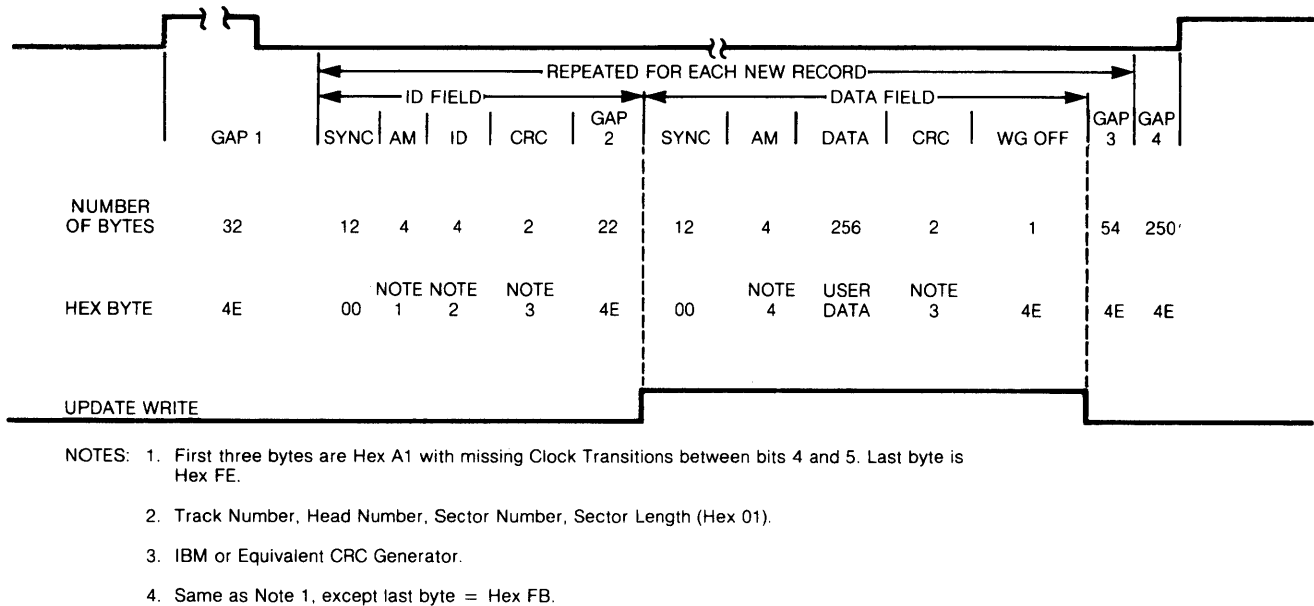 REPEATED FOR EACH NEW RECORD
ID FIELD DATA FIELD
GAP 1 SYNC AM ID CRC GAP 2 SYNC AM DATA CRC WG OFF GAP 3 GAP 4
NUMBER
OF BYTES 32 12 4 4 2 22 12 4 256 2 1 54 250
HEX BYTE 4E 00 NOTE 1 NOTE 2 NOTE 3 4E 00 NOTE 4 USER DATA NOTE 3 4E 4E 4E
UPDATE WRITE
NOTES: 1. First three bytes are Hex A1 with missing Clock Transitions between bits 4 and 5. Last byte is
Hex FE.
2. Track Number, Head Number, Sector Number, Sector Length (Hex 01).
3. IBM or Equivalent CRC Generator.
4. Same as Note 1, except last byte = Hex FB.